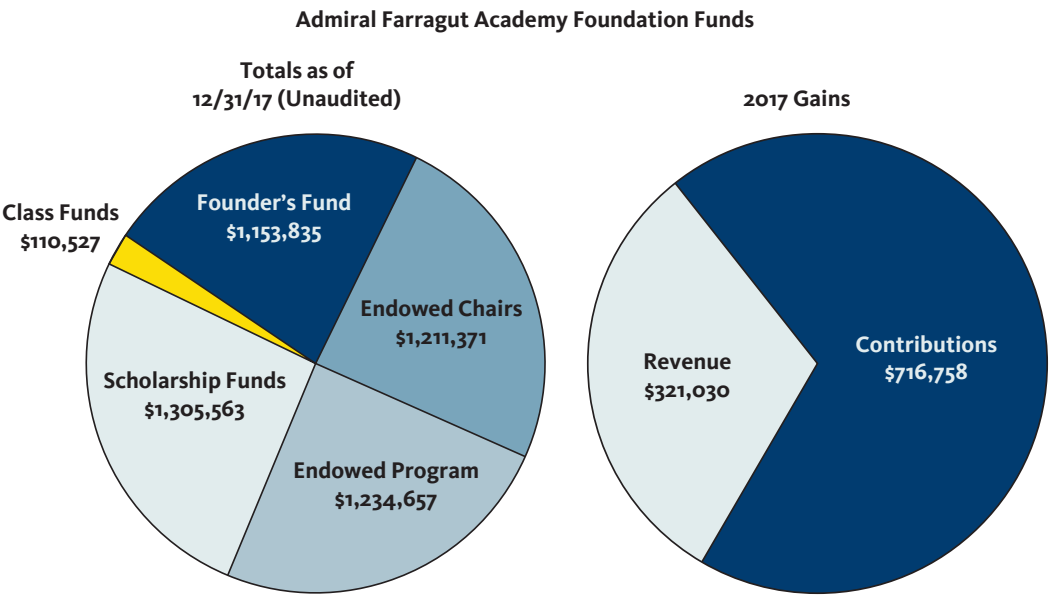 Admiral Farragut Academy Foundation Funds
Totals as of
12/31/17 (Unaudited)
Founder’s Fund
$1,153,835
Class Funds
$110,527
Endowed Chairs
$1,211,371
Scholarship Funds
$1,305,563
Endowed Program
$1,234,657
2017 Gains
Contributions
$716,758
Revenue
$321,030